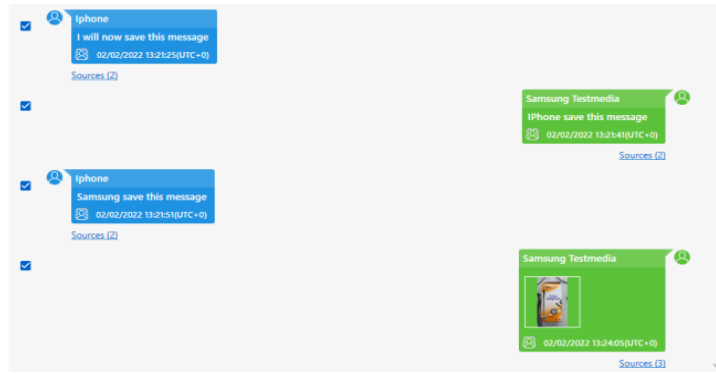 Iphone
I will now save this message
02/02/2022 13:21:25(UTC+0)
Sources (2)
Samsung Testmedia
IPhone save this message
02/02/2022 13:21:41(UTC+0)
Sources (2)
Iphone
Samsung save this message
02/02/2022 13:21:51(UTC+0)
Sources (2)
Samsung Testmedia
02/02/2022 13:24:05(UTC+0)
Sources (3)